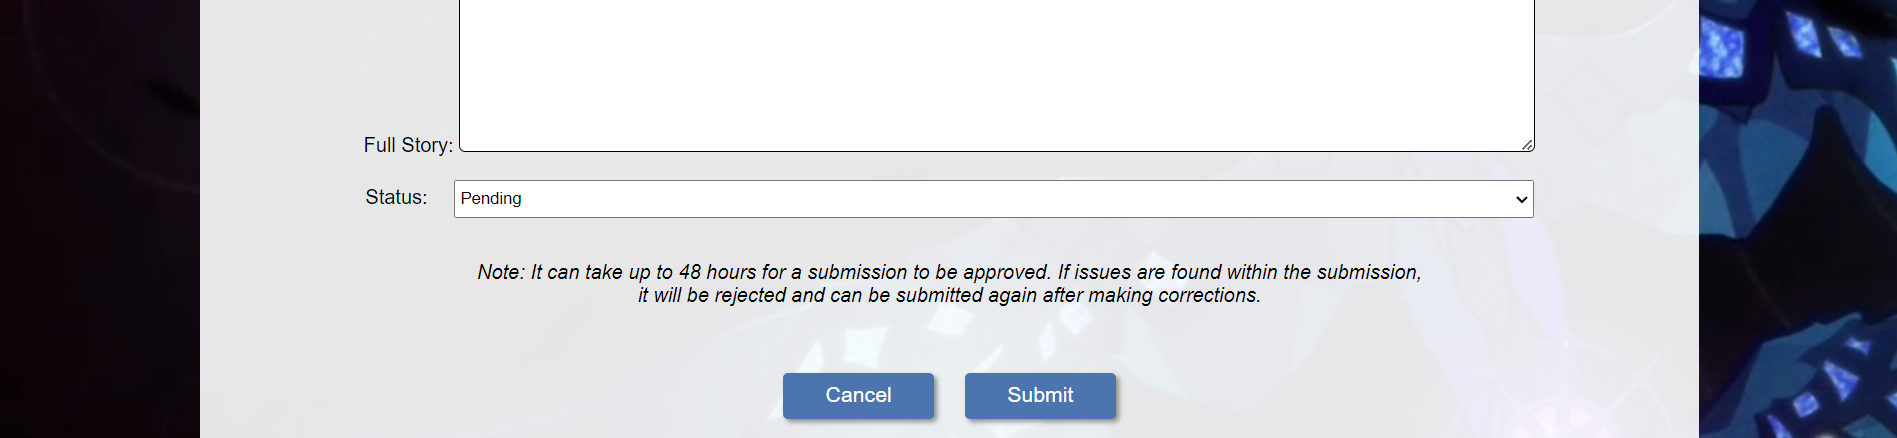 Full Story:
Status:
Pending
Note: It can take up to 48 hours for a submission to be approved. If issues are found within the submission,
it will be rejected and can be submitted again after making corrections.
Cancel
Submit